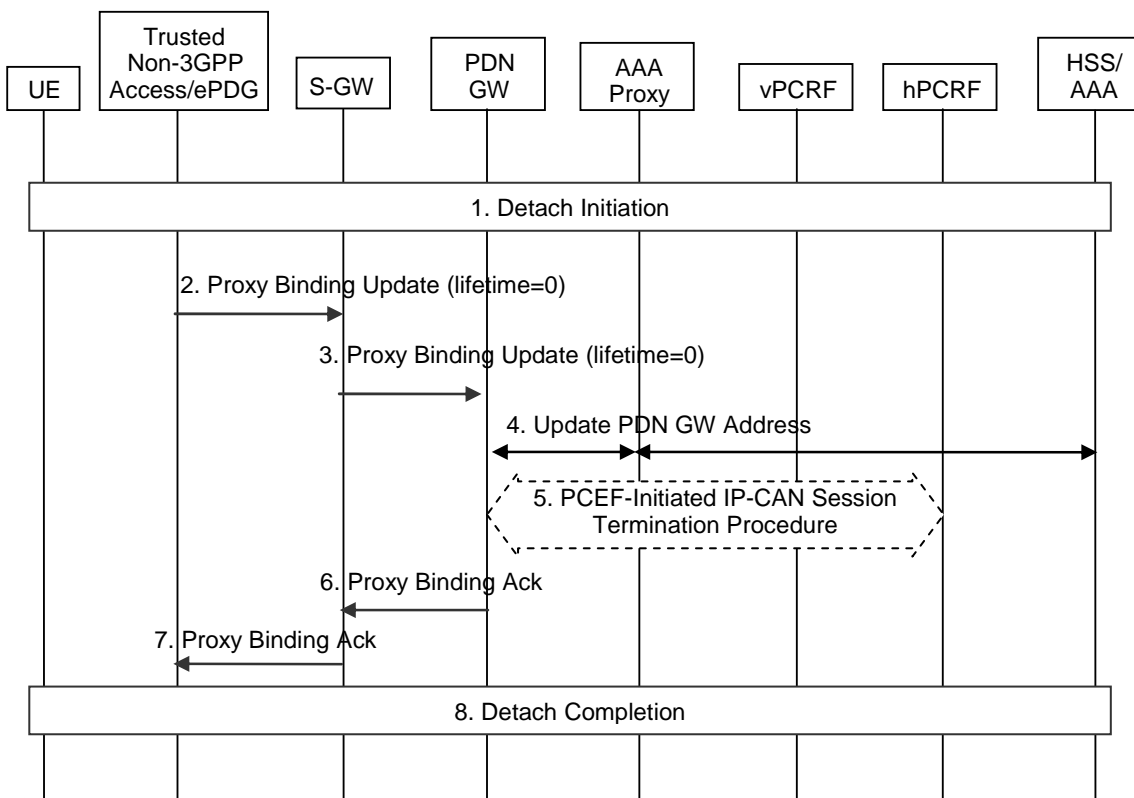 UE
Trusted
Non-3GPP
Access/ePDG
S-GW
PDN
GW
AAA
Proxy
vPCRF
hPCRF
HSS/
AAA
1. Detach Initiation
2. Proxy Binding Update (lifetime=0)
3. Proxy Binding Update (lifetime=0)
4. Update PDN GW Address
5. PCEF-Initiated IP-CAN Session
Termination Procedure
6. Proxy Binding Ack
7. Proxy Binding Ack
8. Detach Completion